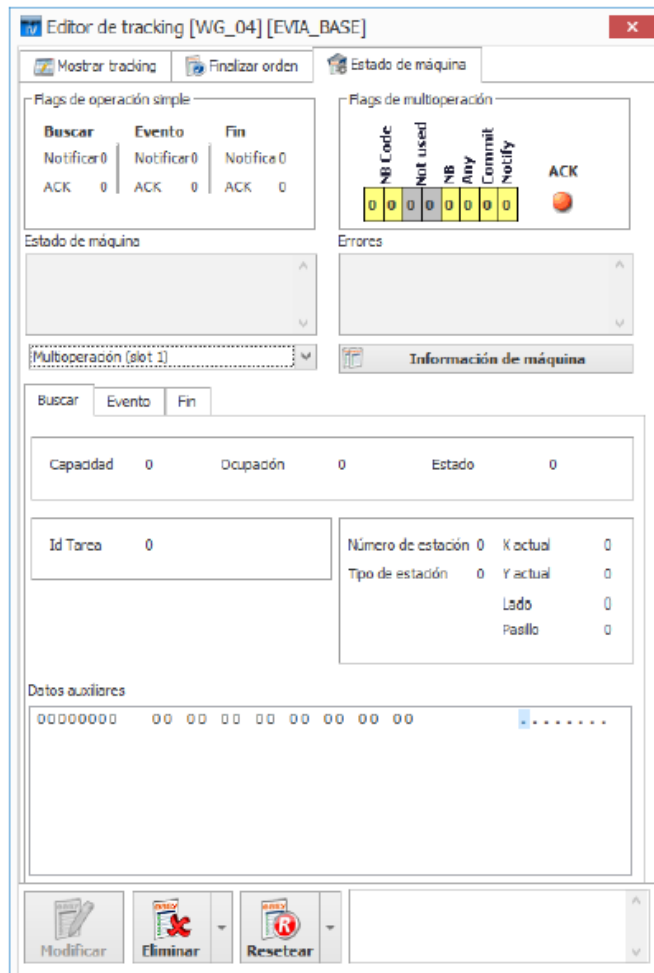 Editor de tracking [WG_04] [EVIA_BASE]
Mostrar tracking Finalizar orden Estado de máquina
Flags de operación simple
Buscar Evento Fin
Notificar 0 Notificar 0 Notifica 0
ACK 0 ACK 0 ACK 0
Flags de multioperación
NB Code Not used NB Any Commit Notify
ACK
0 0 0 0 0 0 0
Estado de máquina Errores
Multioperación (slot 1) Información de máquina
Buscar Evento Fin
Capacidad 0 Ocupación 0 Estado 0
Id Tarea 0
Número de estación 0 X actual 0
Tipo de estación 0 Y actual 0
Lado 0
Pasillo 0
Datos auxiliares
00000000 00 00 00 00 00 00 00 00 ........
Modificar Eliminar Resetear